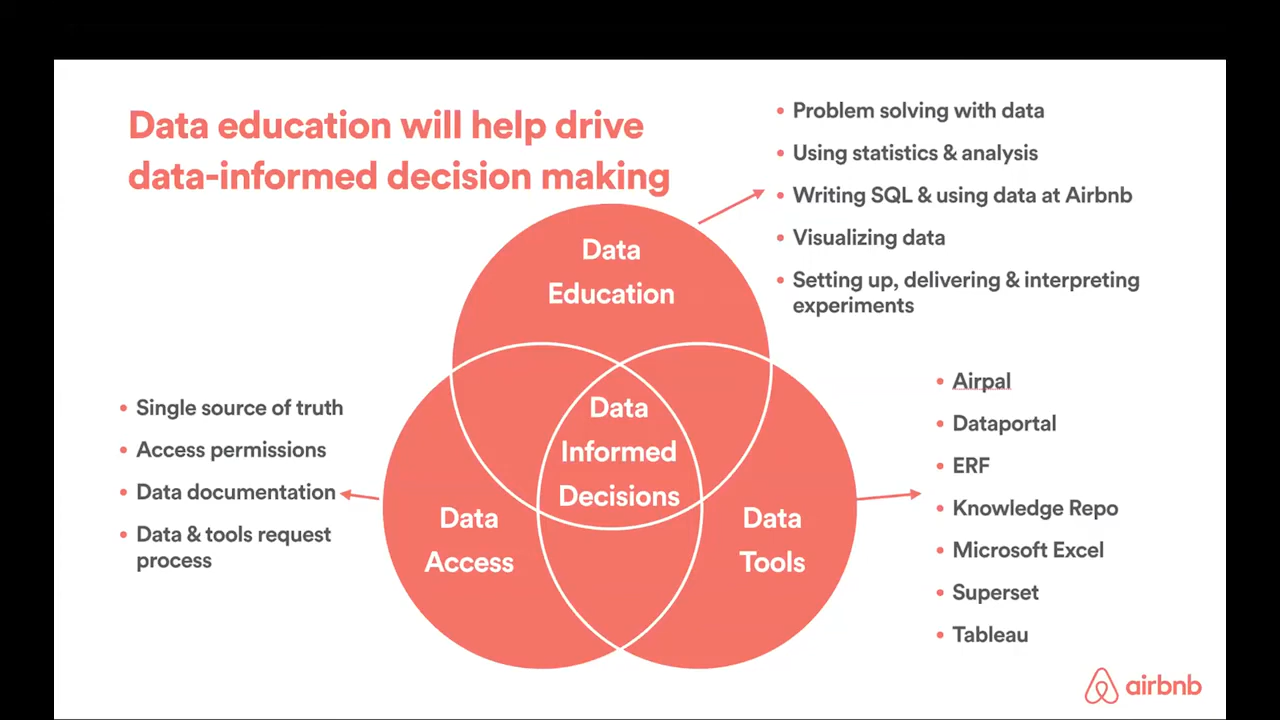 Data education will help drive
data-informed decision making
• Problem solving with data
• Using statistics & analysis
• Writing SQL & using data at Airbnb
• Visualizing data
• Setting up, delivering & interpreting
experiments
Data
Education
Data
Informed
Decisions
Data
Access
Data
Tools
• Single source of truth
• Access permissions
• Data documentation
• Data & tools request
process
• Airpal
• Dataportal
• ERF
• Knowledge Repo
• Microsoft Excel
• Superset
• Tableau
airbnb